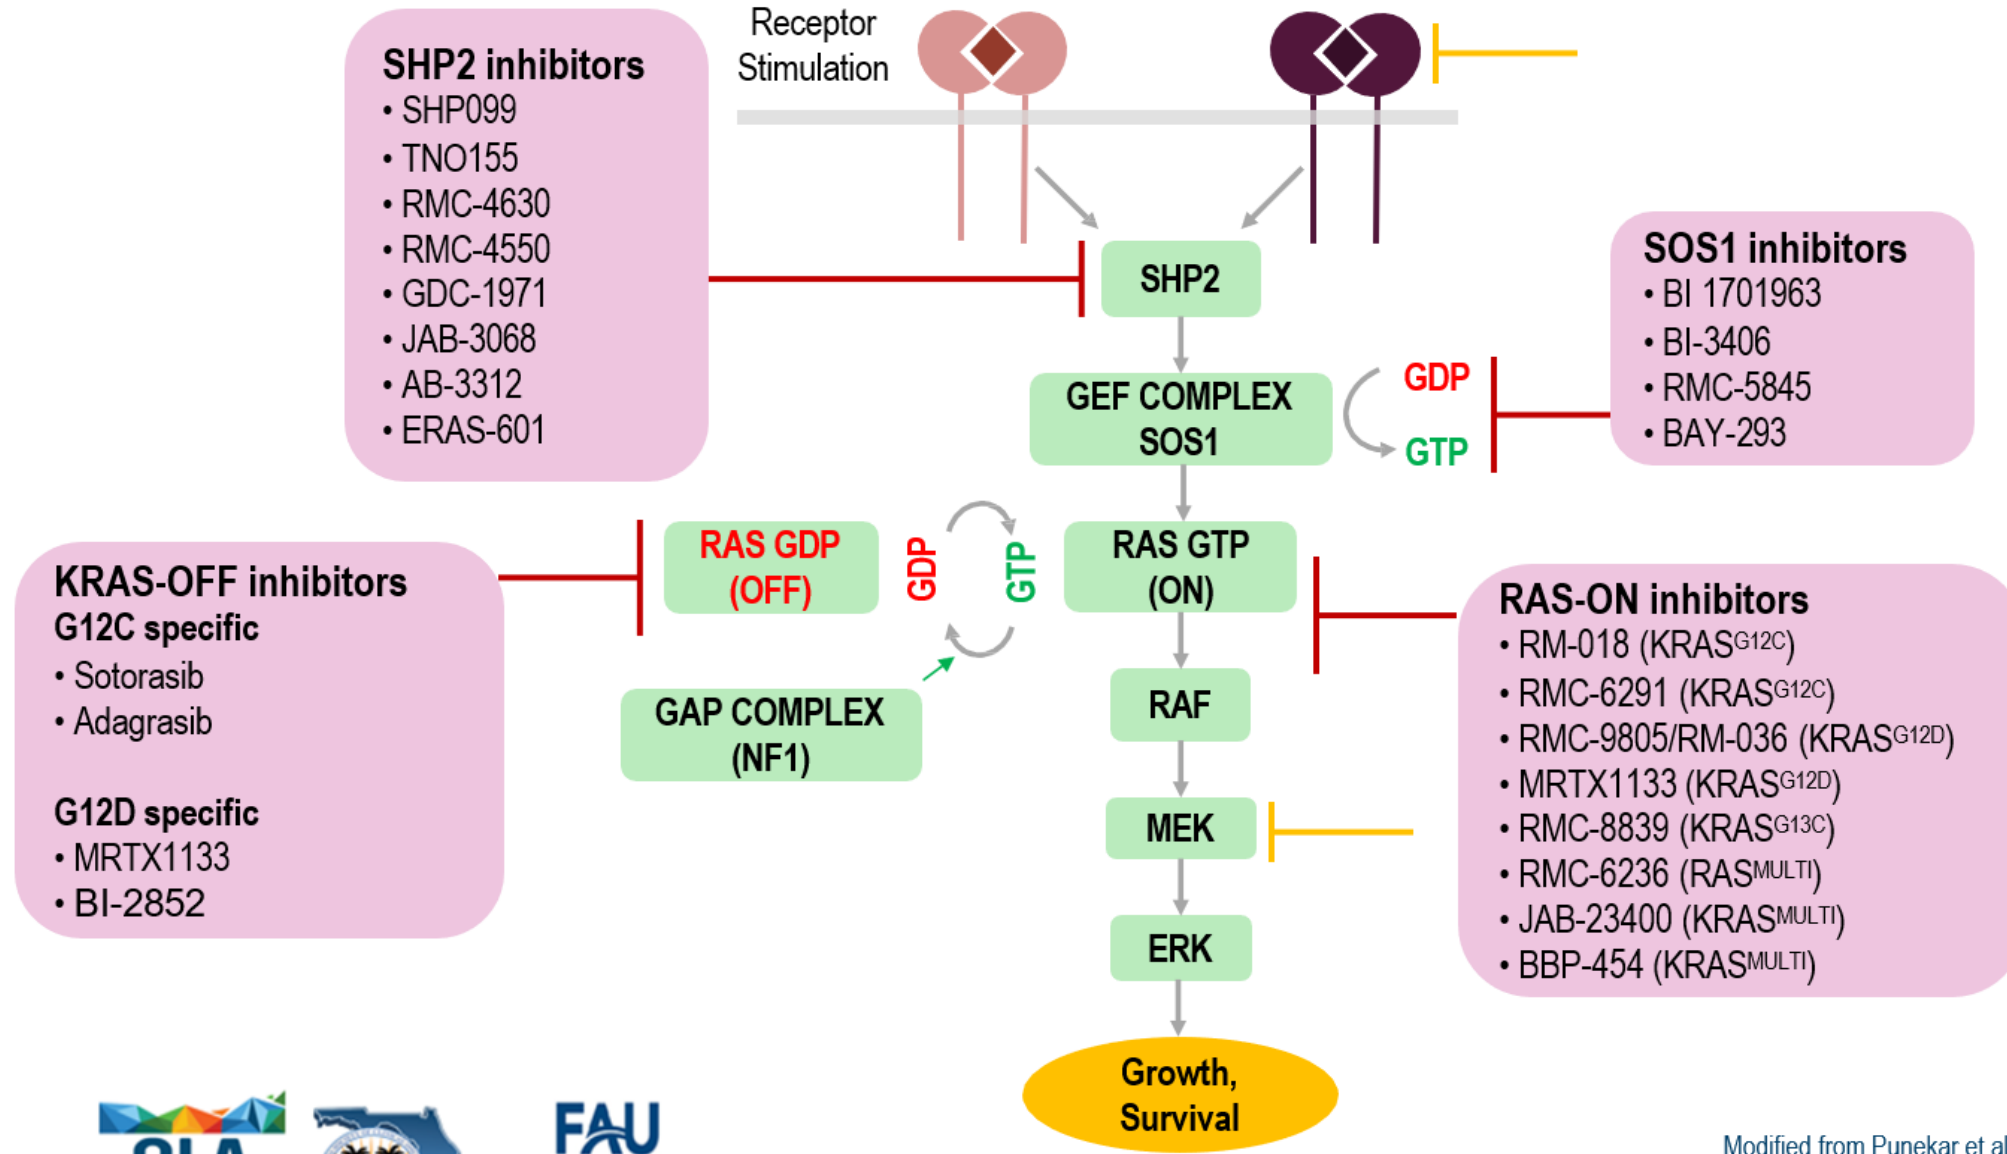 Receptor
Stimulation
SHP2 inhibitors
• SHP099
• TNO155
• RMC-4630
• RMC-4550
• GDC-1971
• JAB-3068
• AB-3312
• ERAS-601
SHP2
GEF COMPLEX
SOS1
GDP
GTP
SOS1 inhibitors
• BI 1701963
• BI-3406
• RMC-5845
• BAY-293
KRAS-OFF inhibitors
G12C specific
• Sotorasib
• Adagrasib
G12D specific
• MRTX1133
• BI-2852
RAS GDP
(OFF)
GDP
GTP
RAS GTP
(ON)
GAP COMPLEX
(NF1)
RAF
MEK
ERK
Growth,
Survival
RAS-ON inhibitors
• RM-018 (KRASG12C)
• RMC-6291 (KRASG12C)
• RMC-9805/RM-036 (KRASG12D)
• MRTX1133 (KRASG12D)
• RMC-8839 (KRASG13C)
• RMC-6236 (RASMULTI)
• JAB-23400 (KRASMULTI)
• BBP-454 (KRASMULTI)
FAU
Modified from Punekar et al